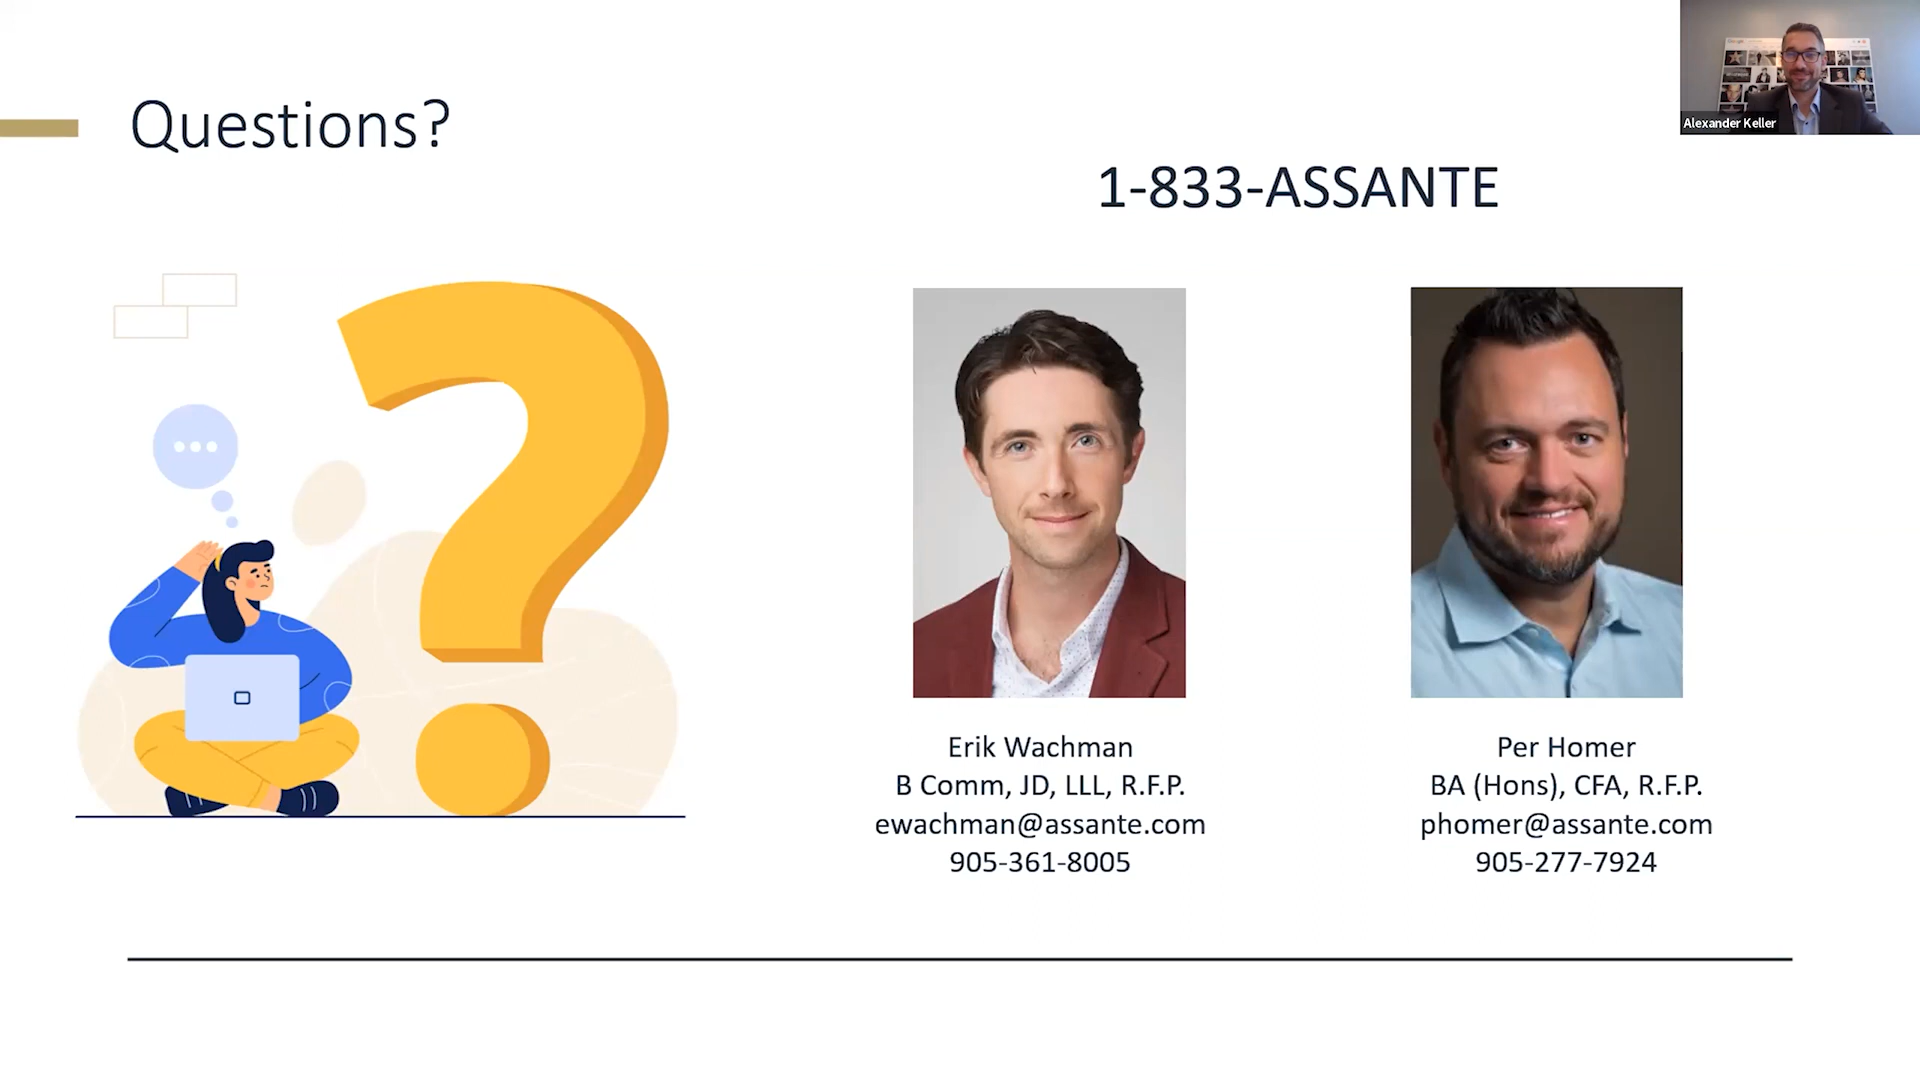 Questions?
Alexander Keller
1-833-ASSANTE
Erik Wachman
B Comm, JD, LLL, R.F.P.
ewachman@assante.com
905-361-8005
Per Homer
BA (Hons), CFA, R.F.P.
phomer@assante.com
905-277-7924